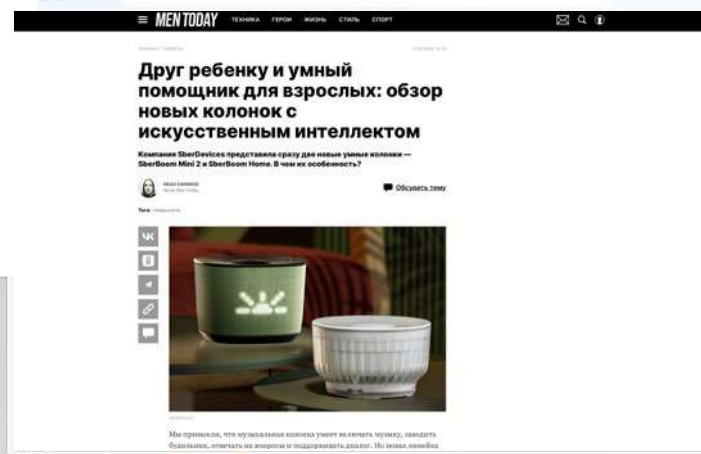 MEN TODAY ТЕХНИКА ГЕРОИ ЖИЗНЬ СТИЛЬ СПОРТ
Друг ребенку и умный
помощник для взрослых: обзор
новых колонок с
искусственным интеллектом
Компания SberDevices представила сразу две новые умные колонки —
SberBoom Mini 2 и SberBoom Home. В чем их особенность?
Обсудить тему
Теги:
Мы привыкли, что музыкальная колонка умеет включать музыку, заводить
будильник, отвечать на вопросы и поддерживать диалог. Но новая линейка